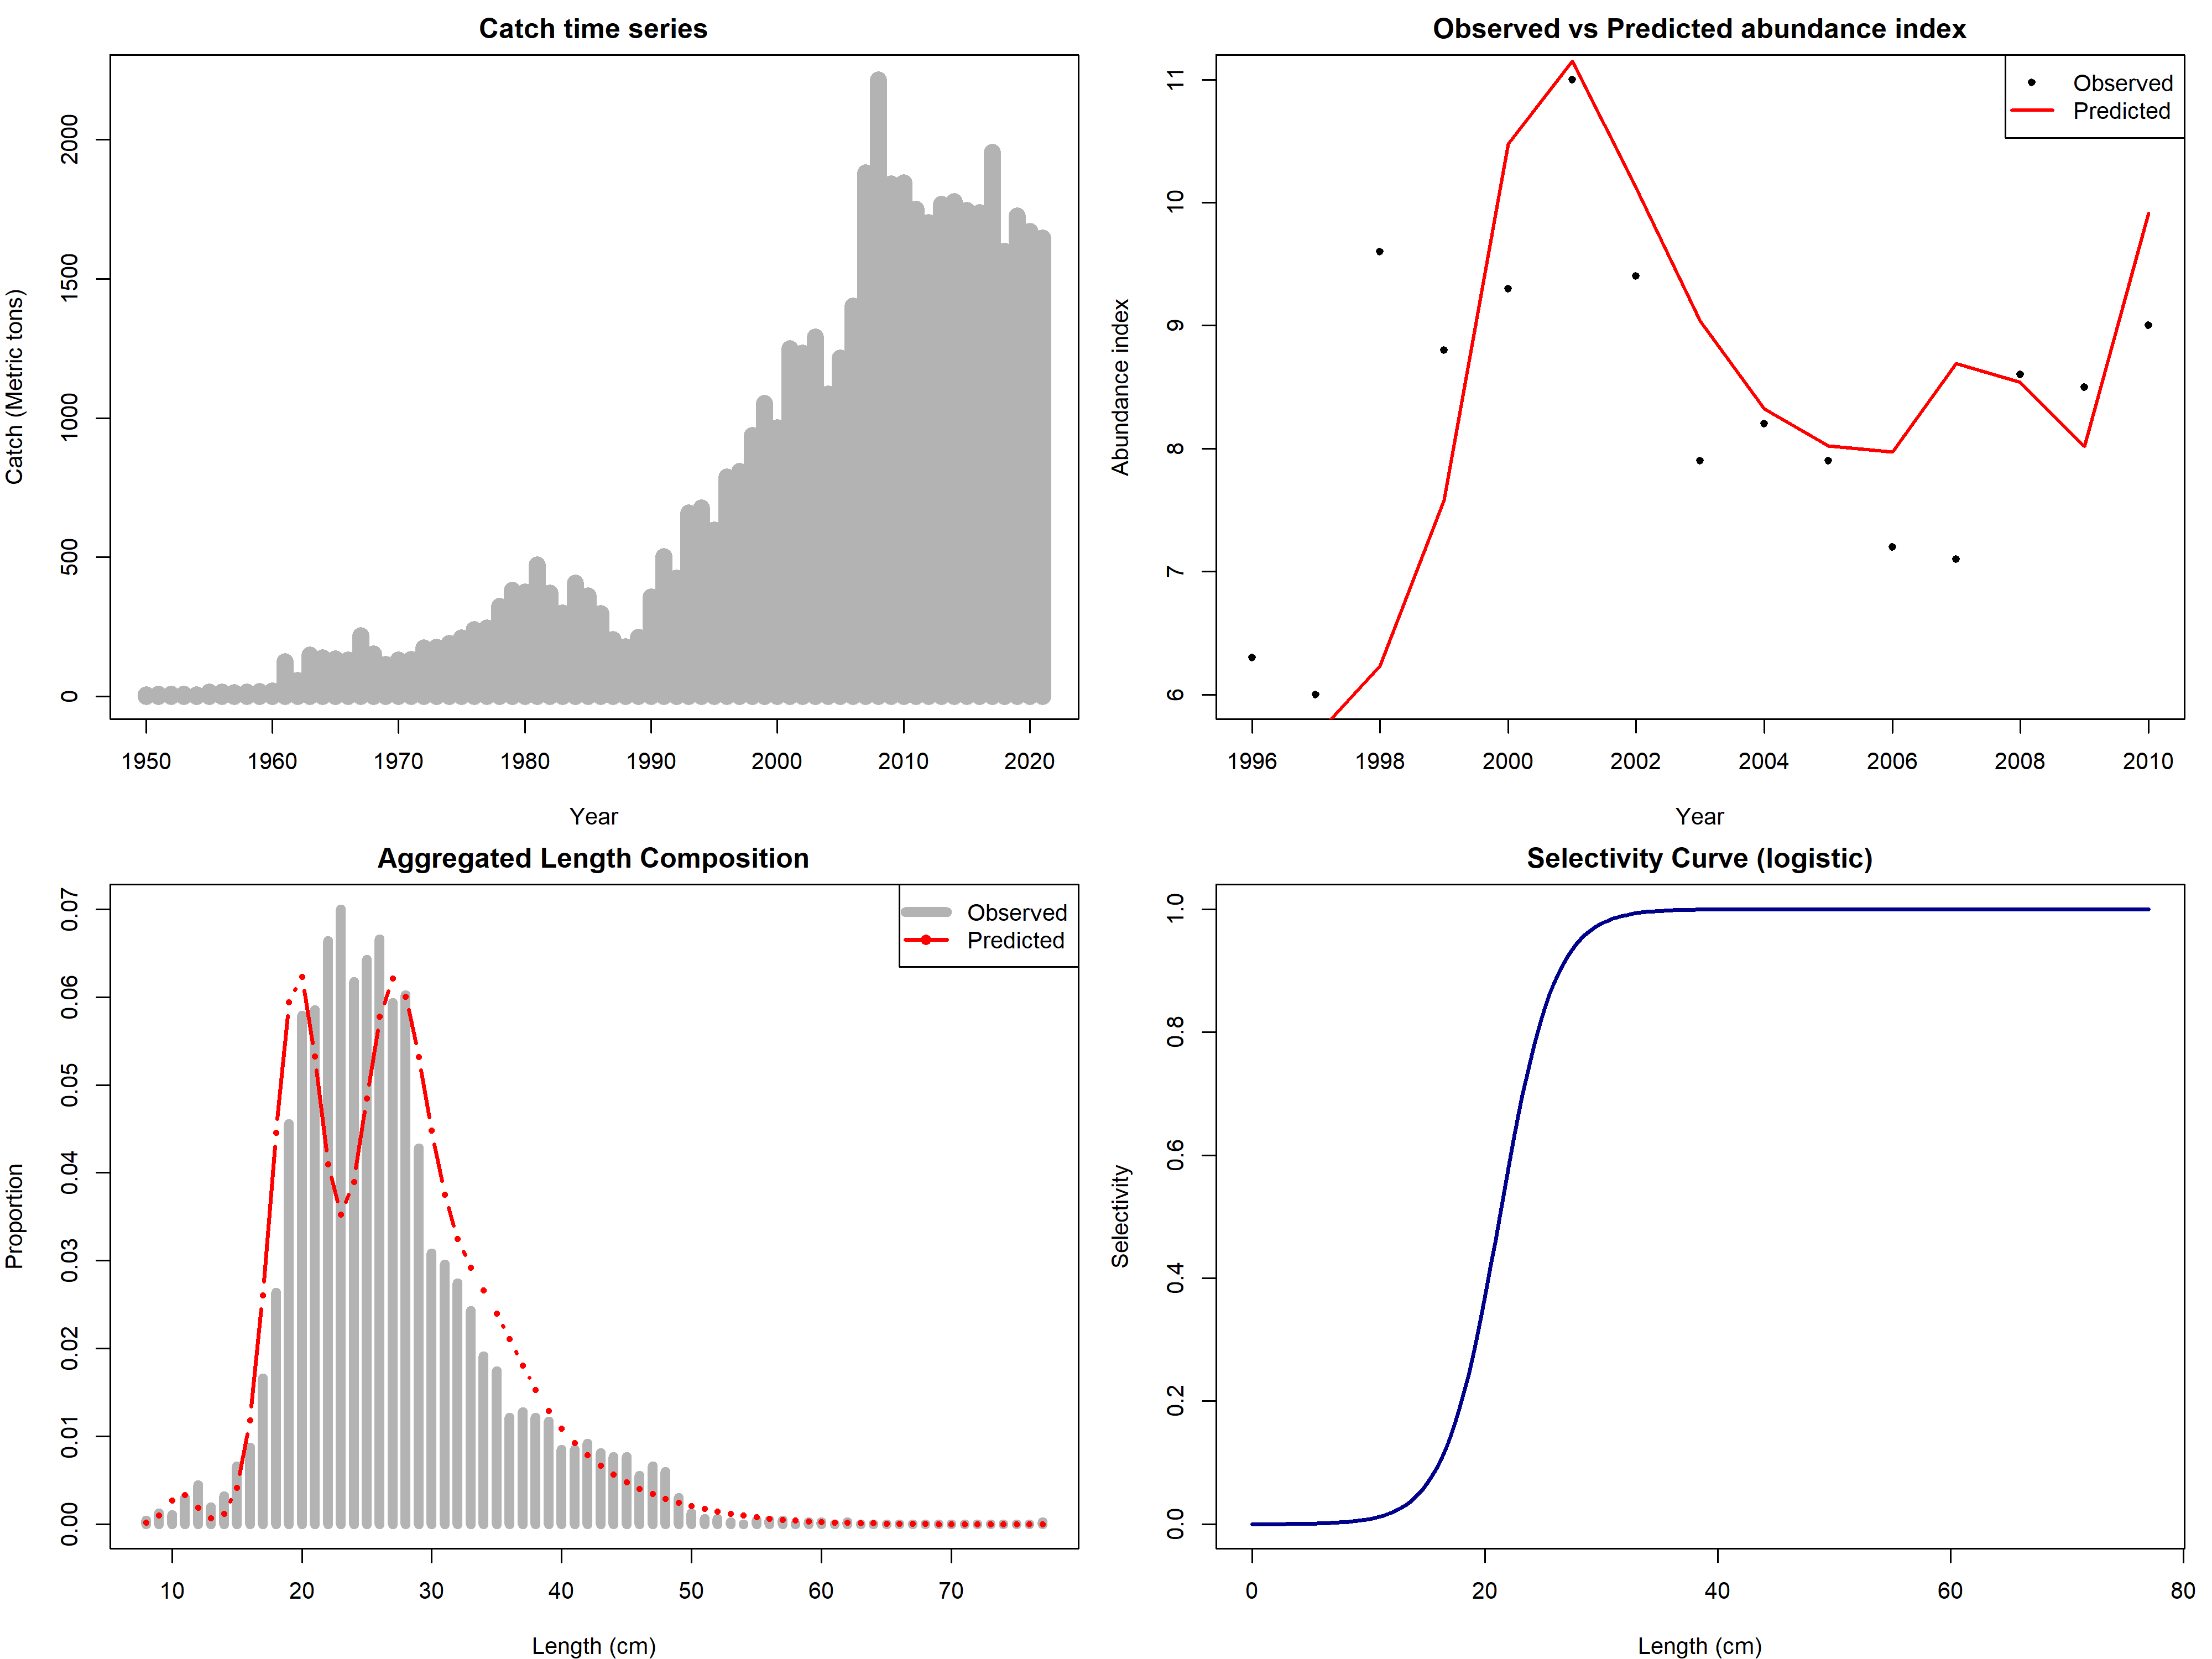 Catch time series
Catch (Metric tons)
2000
1500
1000
500
0
1950 1960 1970 1980 1990 2000 2010 2020
Year
Observed vs Predicted abundance index
Observed
Predicted
Abundance index
11
10
9
8
7
6
1996 1998 2000 2002 2004 2006 2008 2010
Year
Aggregated Length Composition
Observed
Predicted
Proportion
0.07
0.06
0.05
0.04
0.03
0.02
0.01
0.00
10 20 30 40 50 60 70
Length (cm)
Selectivity Curve (logistic)
Selectivity
1.0
0.8
0.6
0.4
0.2
0.0
0 20 40 60 80
Length (cm)